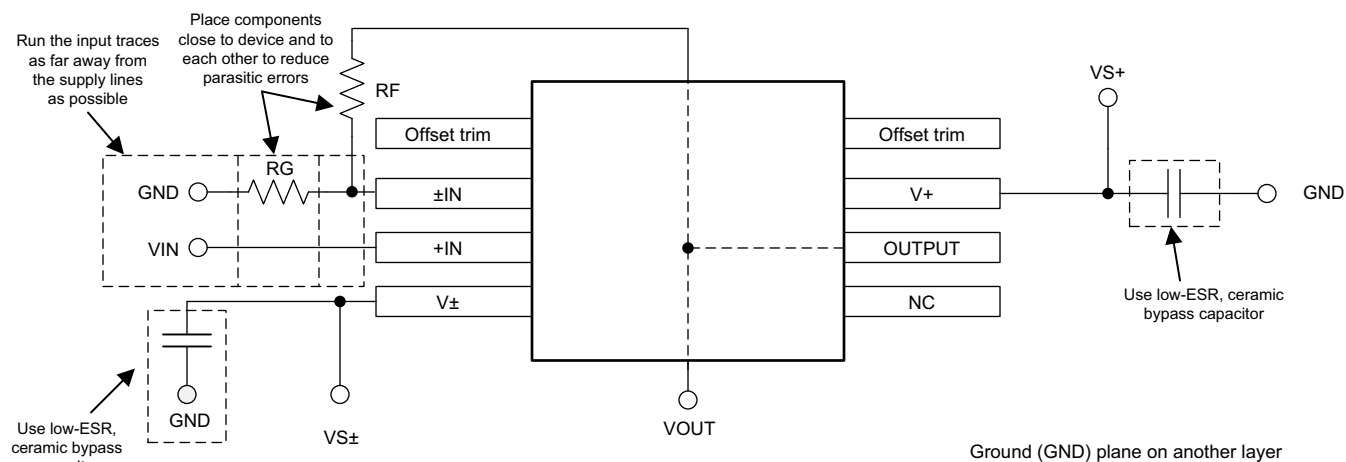 Place components
close to device and to
each other to reduce
parasitic errors
Run the input traces
as far away from
the supply lines
as possible
RF
VS+
Offset trim
Offset trim
RG
GND
±IN
V+
GND
VIN
+IN
OUTPUT
V±
NC
Use low-ESR, ceramic
bypass capacitor
GND
VS±
VOUT
Use low-ESR,
ceramic bypass
Ground (GND) plane on another layer